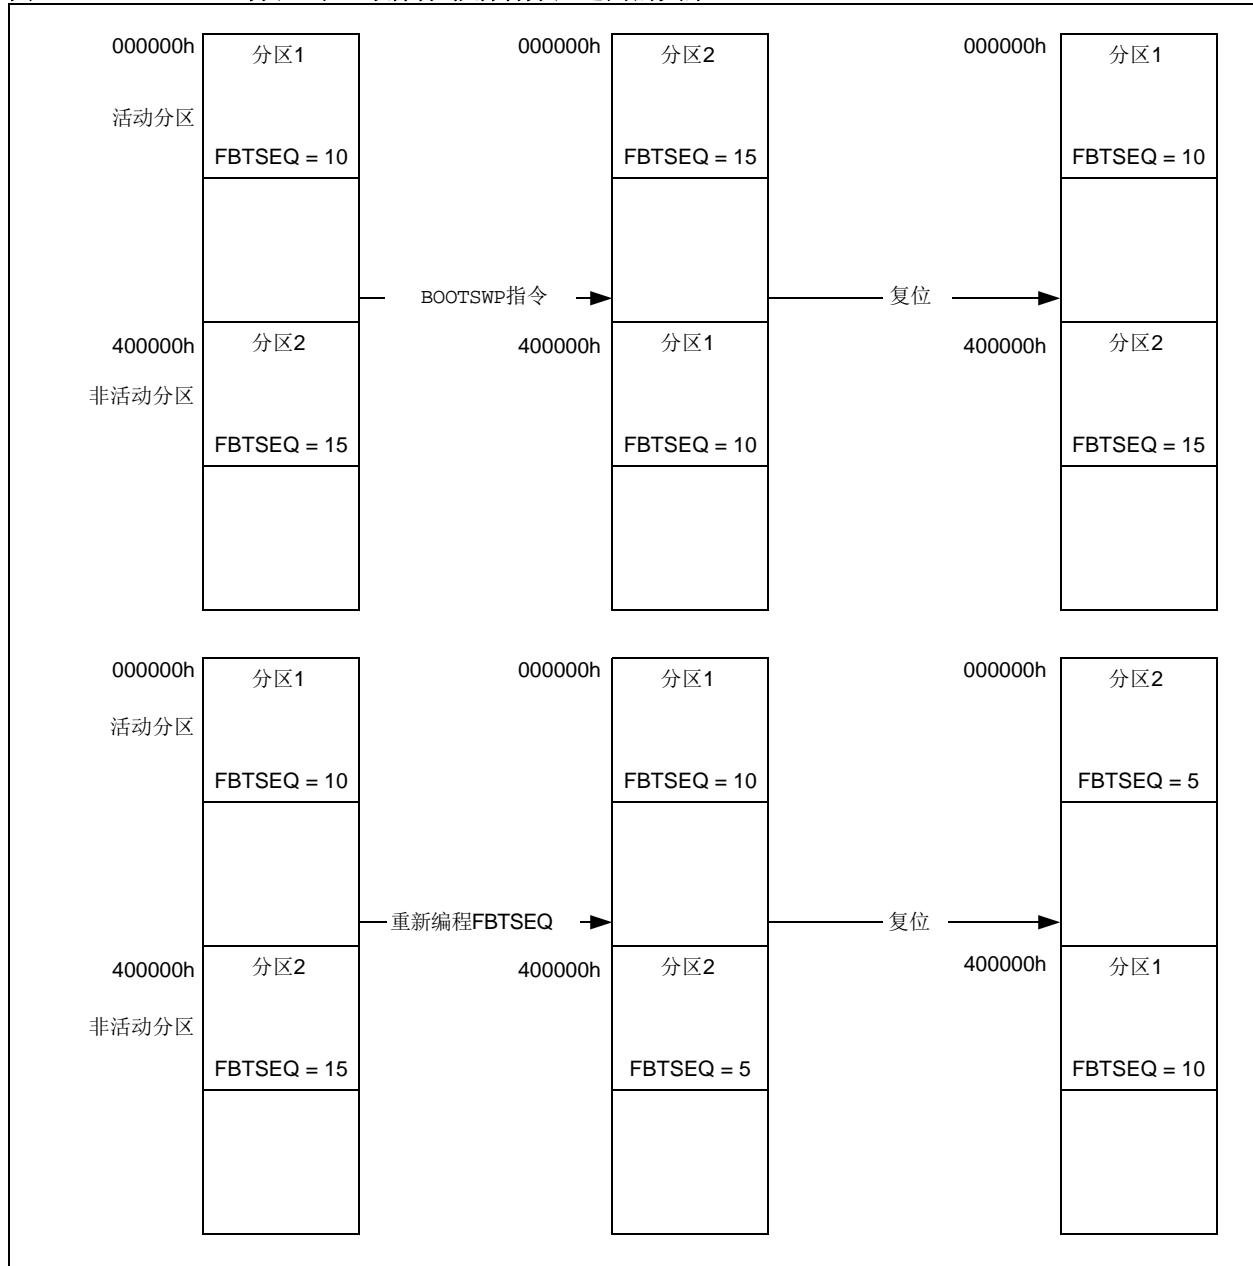 000000h 分区1 000000h 分区2 000000h 分区1
活动分区
FBTSEQ = 10 FBTSEQ = 15 FBTSEQ = 10
BOOTSWP指令 复位
400000h 分区2 400000h 分区1 400000h 分区2
非活动分区
FBTSEQ = 15 FBTSEQ = 10 FBTSEQ = 15
000000h 分区1 000000h 分区1 000000h 分区2
活动分区
FBTSEQ = 10 FBTSEQ = 10 FBTSEQ = 5
重新编程FBTSEQ 复位
400000h 分区2 400000h 分区2 400000h 分区1
非活动分区
FBTSEQ = 15 FBTSEQ = 5 FBTSEQ = 10